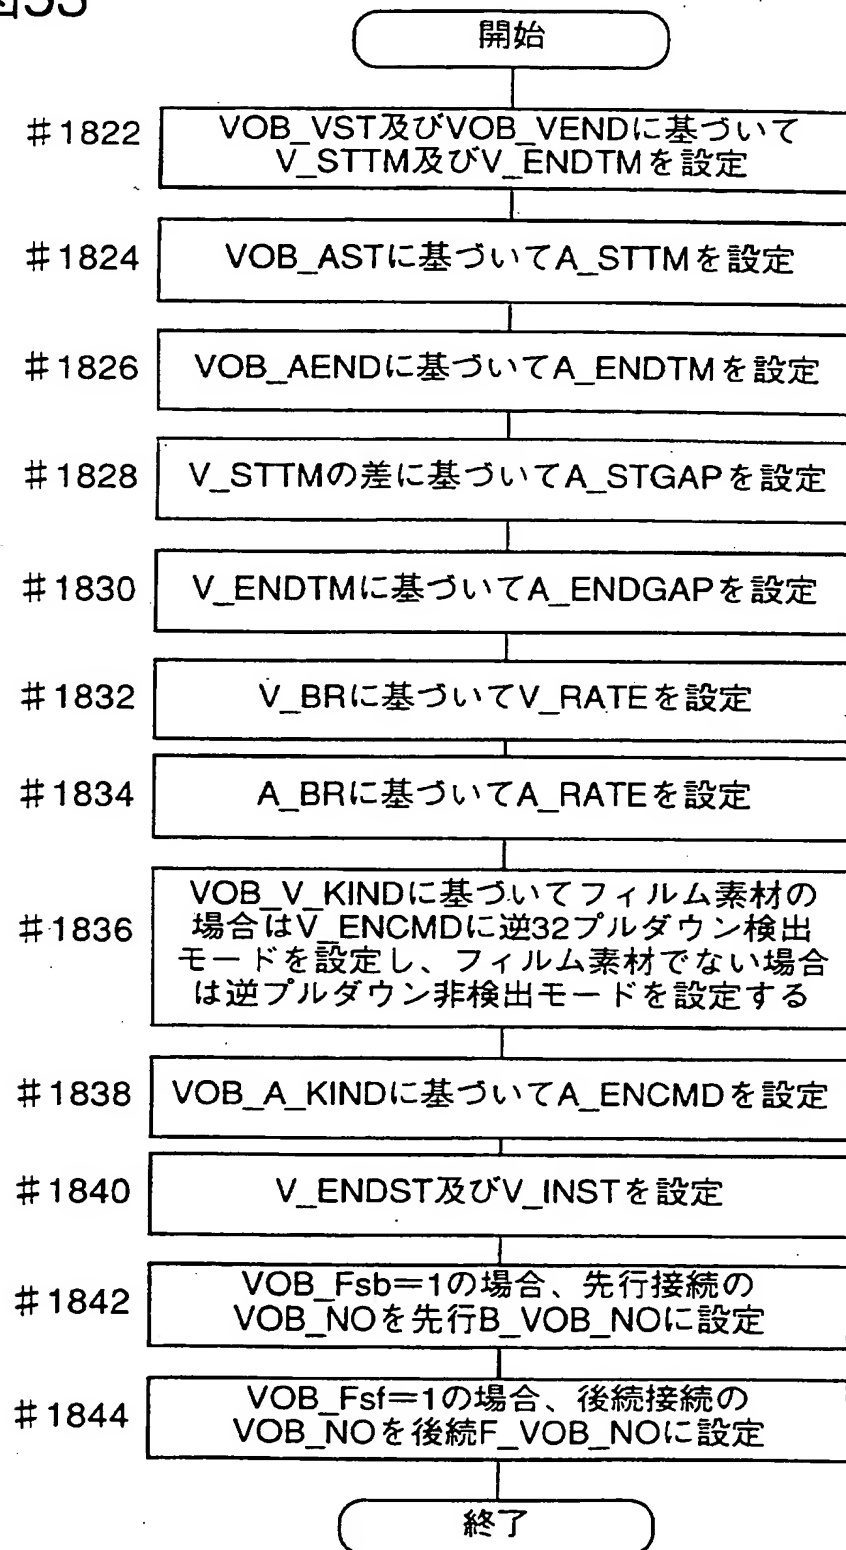 図53
開始
#1822
VOB_VST及びVOB_VENDに基づいて
V_STTM及びV_ENDTMを設定
#1824
VOB_ASTに基づいてA_STTMを設定
#1826
VOB_AENDに基づいてA_ENDTMを設定
#1828
V_STTMの差に基づいてA_STGAPを設定
#1830
V_ENDTMに基づいてA_ENDGAPを設定
#1832
V_BRに基づいてV_RATEを設定
#1834
A_BRに基づいてA_RATEを設定
#1836
VOB_V_KINDに基づいてフィルム素材の
場合はV_ENCMDに逆32プルダウン検出
モードを設定し、フィルム素材でない場合
は逆プルダウン非検出モードを設定する
#1838
VOB_A_KINDに基づいてA_ENCMDを設定
#1840
V_ENDST及びV_INSTを設定
#1842
VOB_Fsb=1の場合、先行接続の
VOB_NOを先行B_VOB_NOに設定
#1844
VOB_Fsf=1の場合、後続接続の
VOB_NOを後続F_VOB_NOに設定
終了